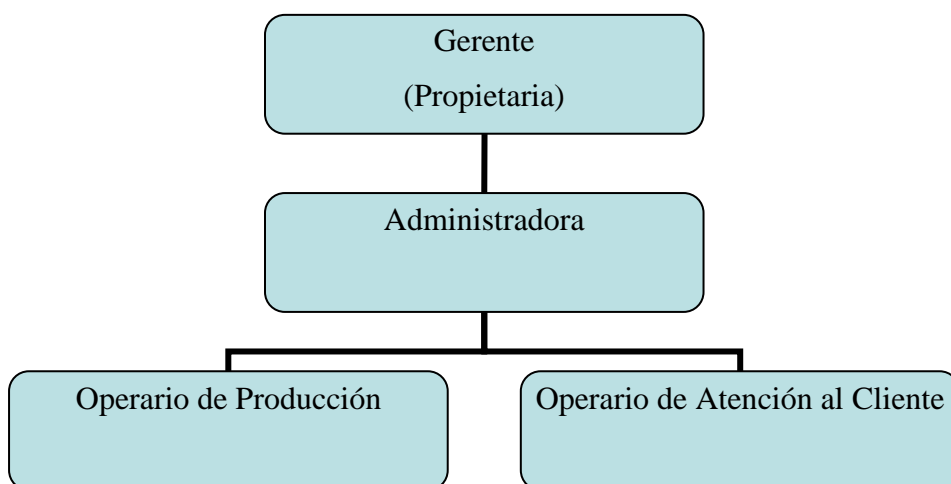 Gerente
(Propietaria)
Administradora
Operario de Producción
Operario de Atención al Cliente